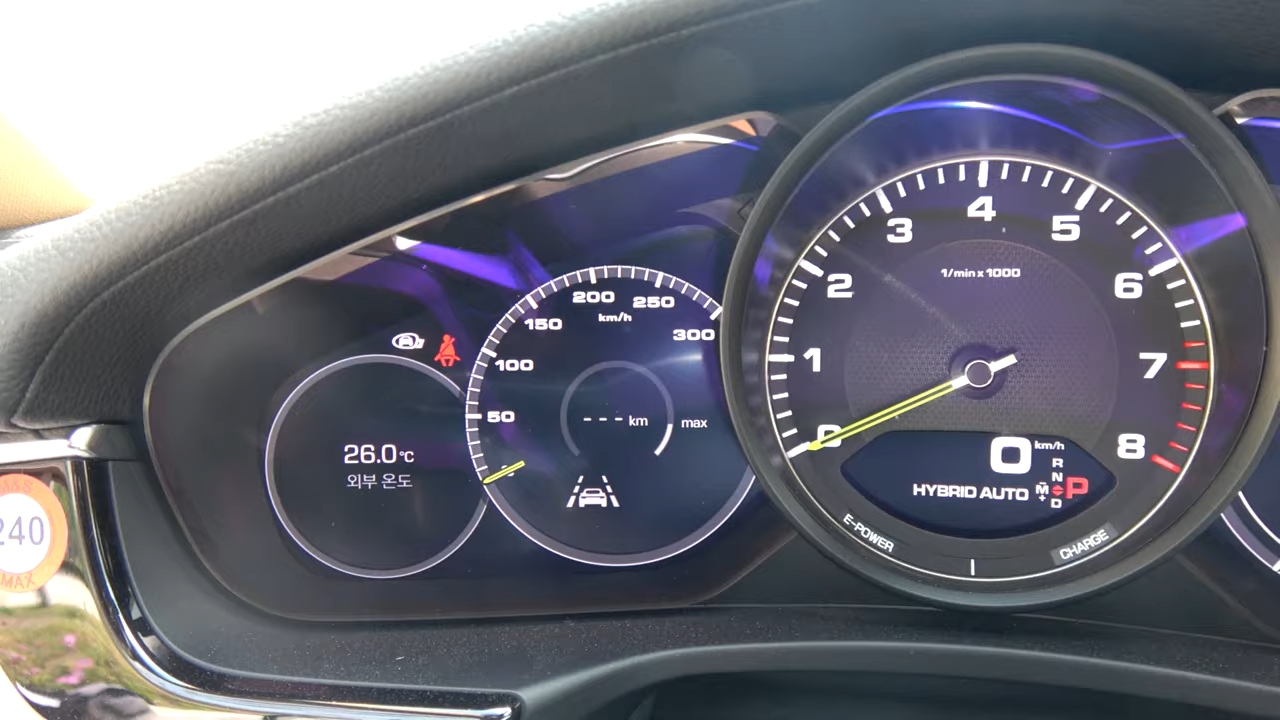 26.0°C
외부 온도
50
100
150
200
250
300
km/h
--- km
max
0
1
2
3
4
5
6
7
8
1/min x 1000
0 km/h
HYBRID AUTO
R
N
D
M
+
-
P
E-POWER
CHARGE
M&S
240
MAX